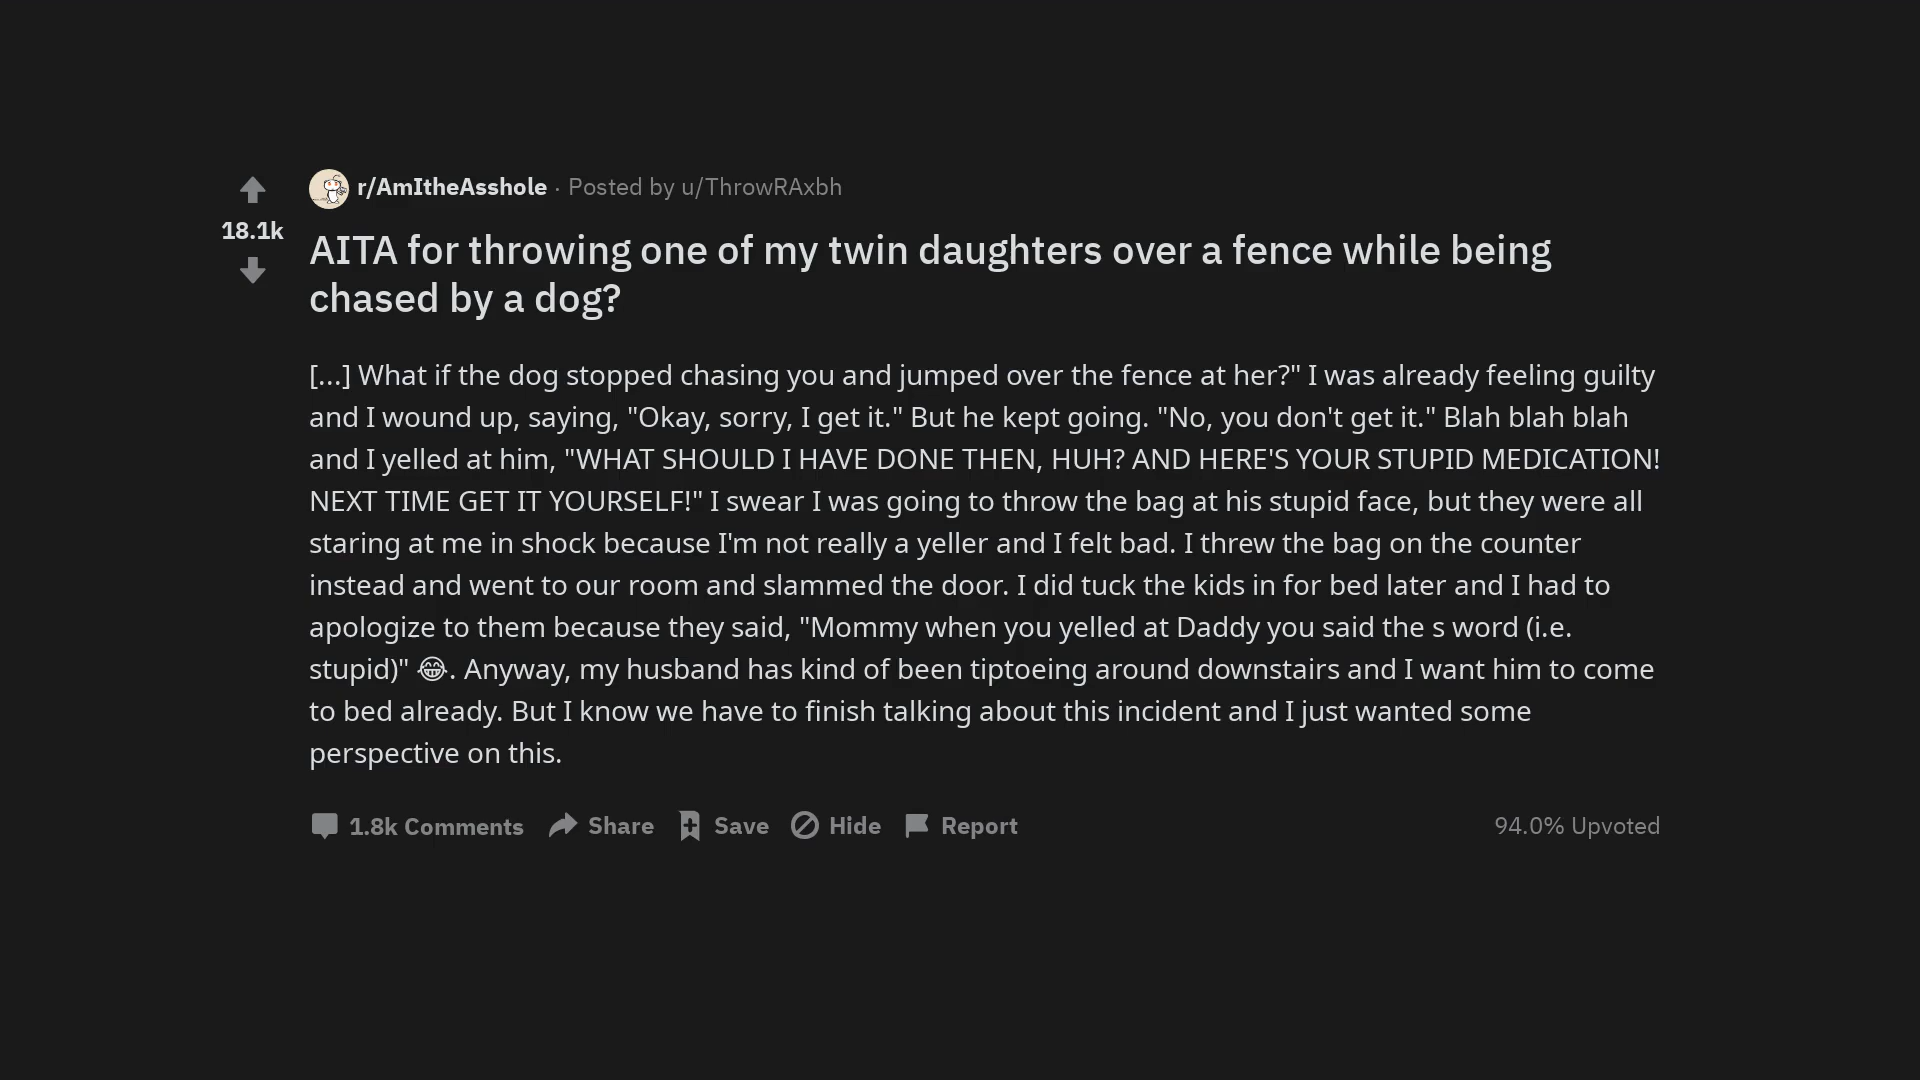 r/AmItheAsshole · Posted by u/ThrowRAxbh
18.1k
AITA for throwing one of my twin daughters over a fence while being
chased by a dog?
[...] What if the dog stopped chasing you and jumped over the fence at her?" I was already feeling guilty
and I wound up, saying, "Okay, sorry, I get it." But he kept going. "No, you don't get it." Blah blah blah
and I yelled at him, "WHAT SHOULD I HAVE DONE THEN, HUH? AND HERE'S YOUR STUPID MEDICATION!
NEXT TIME GET IT YOURSELF!" I swear I was going to throw the bag at his stupid face, but they were all
staring at me in shock because I'm not really a yeller and I felt bad. I threw the bag on the counter
instead and went to our room and slammed the door. I did tuck the kids in for bed later and I had to
apologize to them because they said, "Mommy when you yelled at Daddy you said the s word (i.e.
stupid)" 😂. Anyway, my husband has kind of been tiptoeing around downstairs and I want him to come
to bed already. But I know we have to finish talking about this incident and I just wanted some
perspective on this.
1.8k Comments Share Save Hide Report 94.0% Upvoted